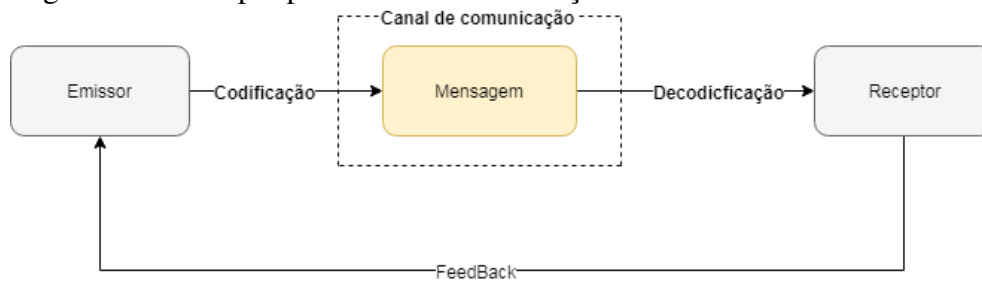 Canal de comunicação
Emissor
Codificação
Mensagem
Decodicficação
Receptor
FeedBack